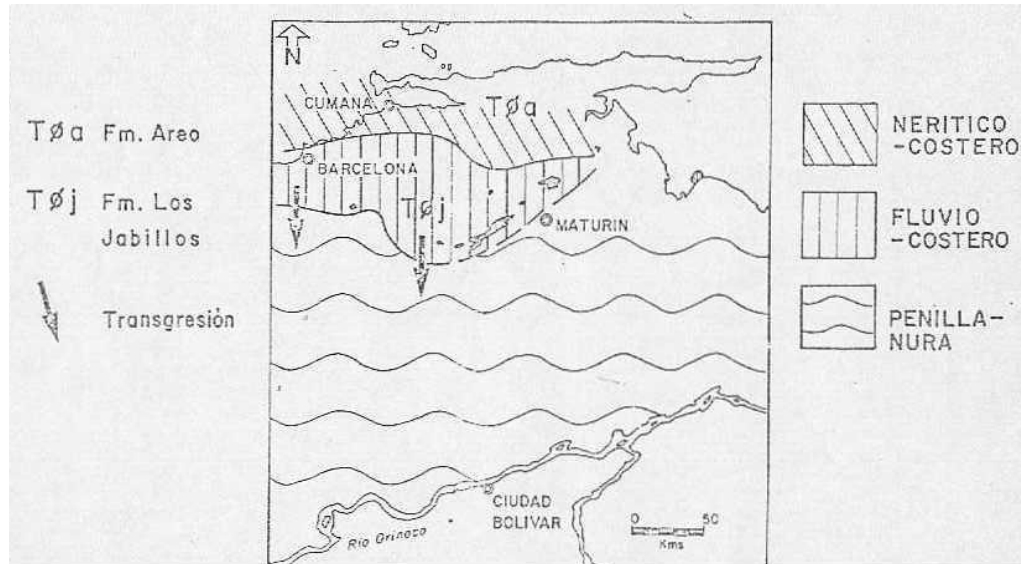 TØa Fm. Areo
TØj Fm. Los
Jabillos
Transgresión
N
CUMANA
TØa
BARCELONA
TØj
MATURIN
CIUDAD
BOLIVAR
Río Orinoco
0 50
Kms
NERITICO
-COSTERO
FLUVIO
-COSTERO
PENILLA-
NURA